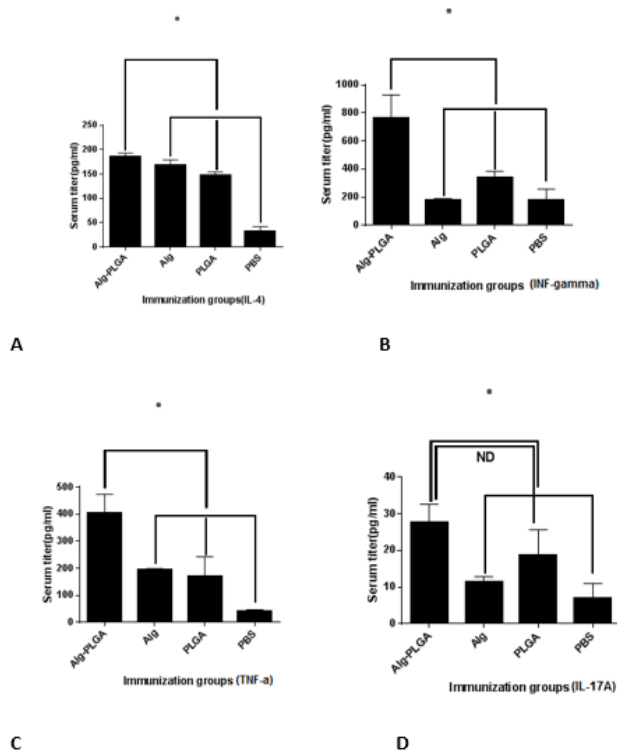 *
Serum titer(pg/ml)
250
200
150
100
50
0
Alg-PLGA
Alg
PLGA
PBS
Immunization groups(IL-4)
A
*
Serum titer(pg/ml)
1000
800
600
400
200
0
Alg-PLGA
Alg
PLGA
PBS
Immunization groups (INF-gamma)
B
*
Serum titer(pg/ml)
500
400
300
200
100
0
Alg-PLGA
Alg
PLGA
PBS
Immunization groups (TNF-a)
C
*
ND
Serum titer(pg/ml)
40
30
20
10
0
Alg-PLGA
Alg
PLGA
PBS
Immunization groups (IL-17A)
D